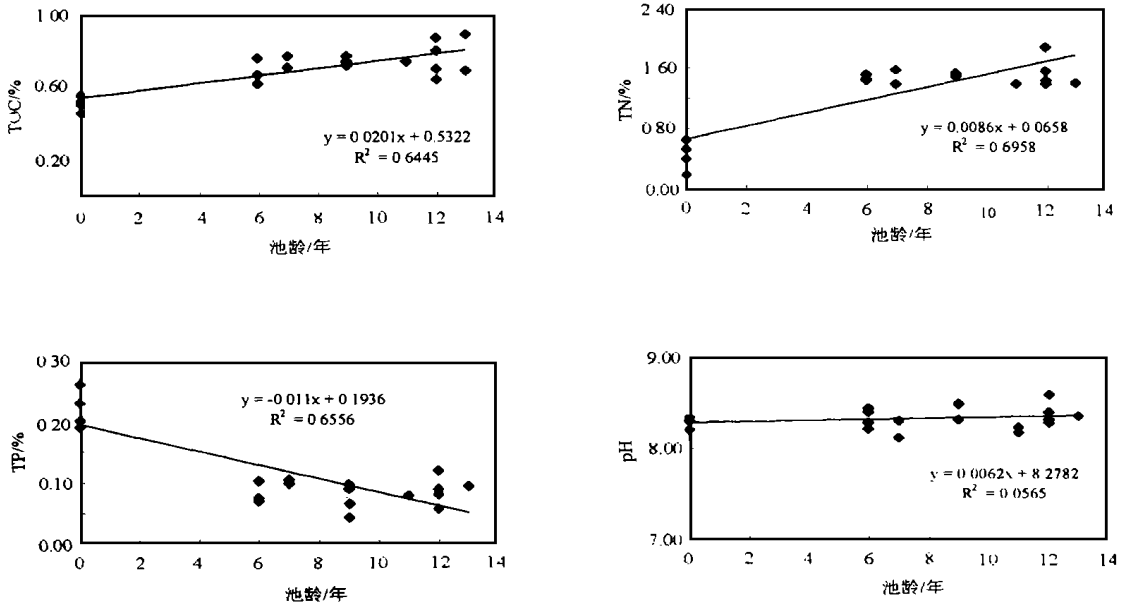 1 00
0.60
0.20
TOC/%
y = 0 0201x + 0.5322
R² = 0 6445
0 2 4 6 8 10 12 14
池龄/年
2 40
1 60
0 80
0.00
TN/%
y = 0.0086x + 0 0658
R² = 0 6958
0 2 4 6 8 10 12 14
池龄/年
0 30
0 20
0 10
0.00
TP/%
y = -0 011x + 0 1936
R² = 0 6556
0 2 4 6 8 10 12 14
池龄/年
9 00
8 00
7 00
pH
y = 0 0062x + 8 2782
R² = 0 0565
0 2 4 6 8 10 12 14
池龄/年